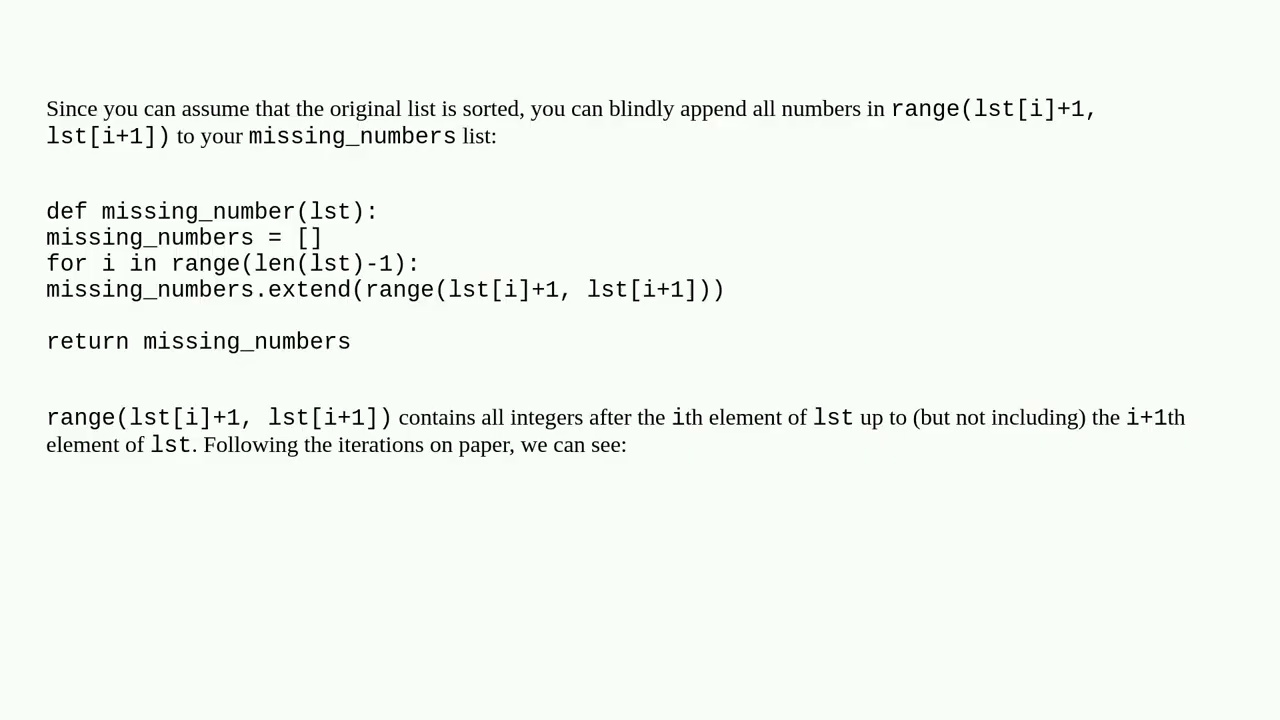 Since you can assume that the original list is sorted, you can blindly append all numbers in range(lst[i]+1,
lst[i+1]) to your missing_numbers list:
def missing_number(lst):
missing_numbers = []
for i in range(len(lst)-1):
missing_numbers.extend(range(lst[i]+1, lst[i+1]))
return missing_numbers
range(lst[i]+1, lst[i+1]) contains all integers after the ith element of lst up to (but not including) the i+1th
element of lst. Following the iterations on paper, we can see: